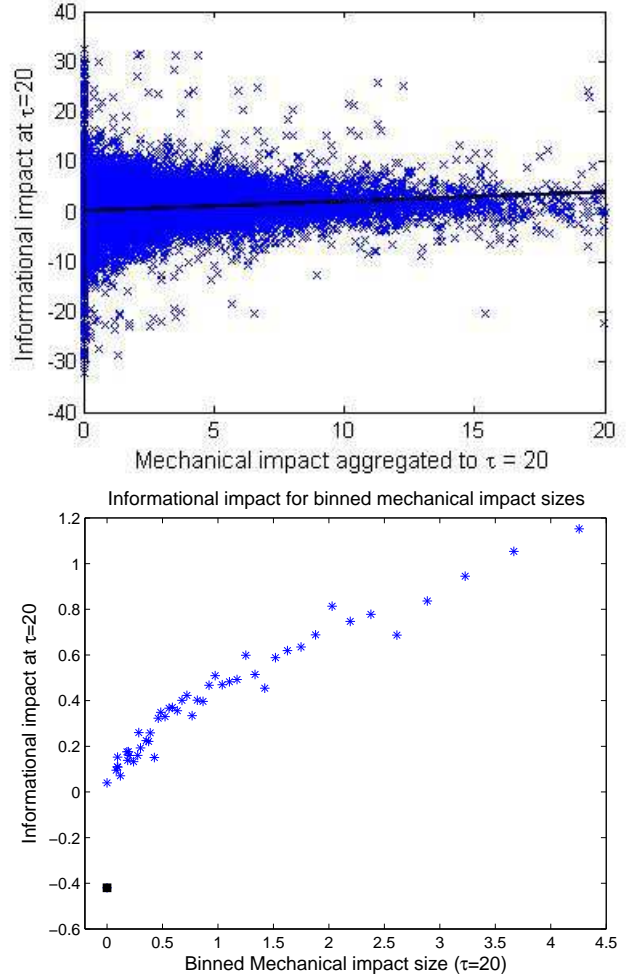 40
30
20
10
0
-10
-20
-30
-40
Informational impact at τ=20
0 5 10 15 20
Mechanical impact aggregated to τ = 20
Informational impact for binned mechanical impact sizes
1.2
1
0.8
0.6
0.4
0.2
0
−0.2
−0.4
−0.6
Informational impact at τ=20
0 0.5 1 1.5 2 2.5 3 3.5 4 4.5
Binned Mechanical impact size (τ=20)